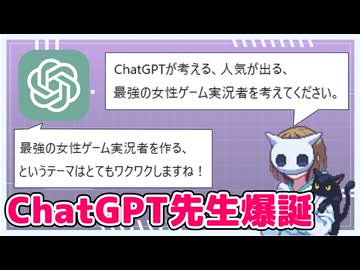 ChatGPTが考える、人気が出る、
最強の女性ゲーム実況者を考えてください。
最強の女性ゲーム実況者を作る、
というテーマはとてもワクワクしますね！
ChatGPT先生爆誕